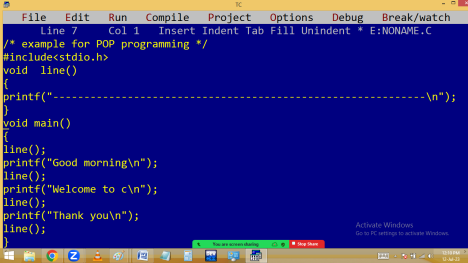 TC
File Edit Run Compile Project Options Debug Break/watch
Line 7 Col 1 Insert Indent Tab Fill Unindent * E:NONAME.C
/* example for POP programming */
#include<stdio.h>
void line()
{
printf("--------------------------------------------------------------\n");
}
void main()
{
line();
printf("Good morning\n");
line();
printf("Welcome to c\n");
line();
printf("Thank you\n");
line();
}
Activate Windows
Go to PC settings to activate Windows.
You are screen sharing
Stop Share